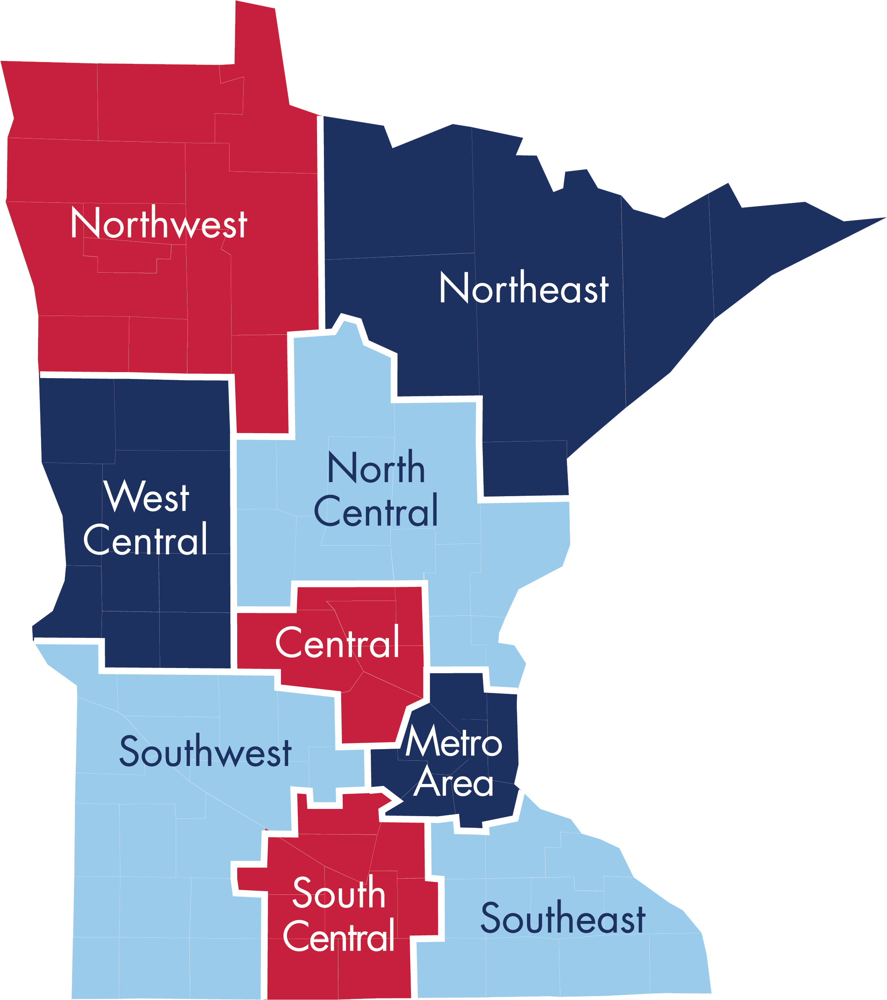 Northwest
Northeast
North
Central
West
Central
Central
Southwest
Metro
Area
South
Central
Southeast